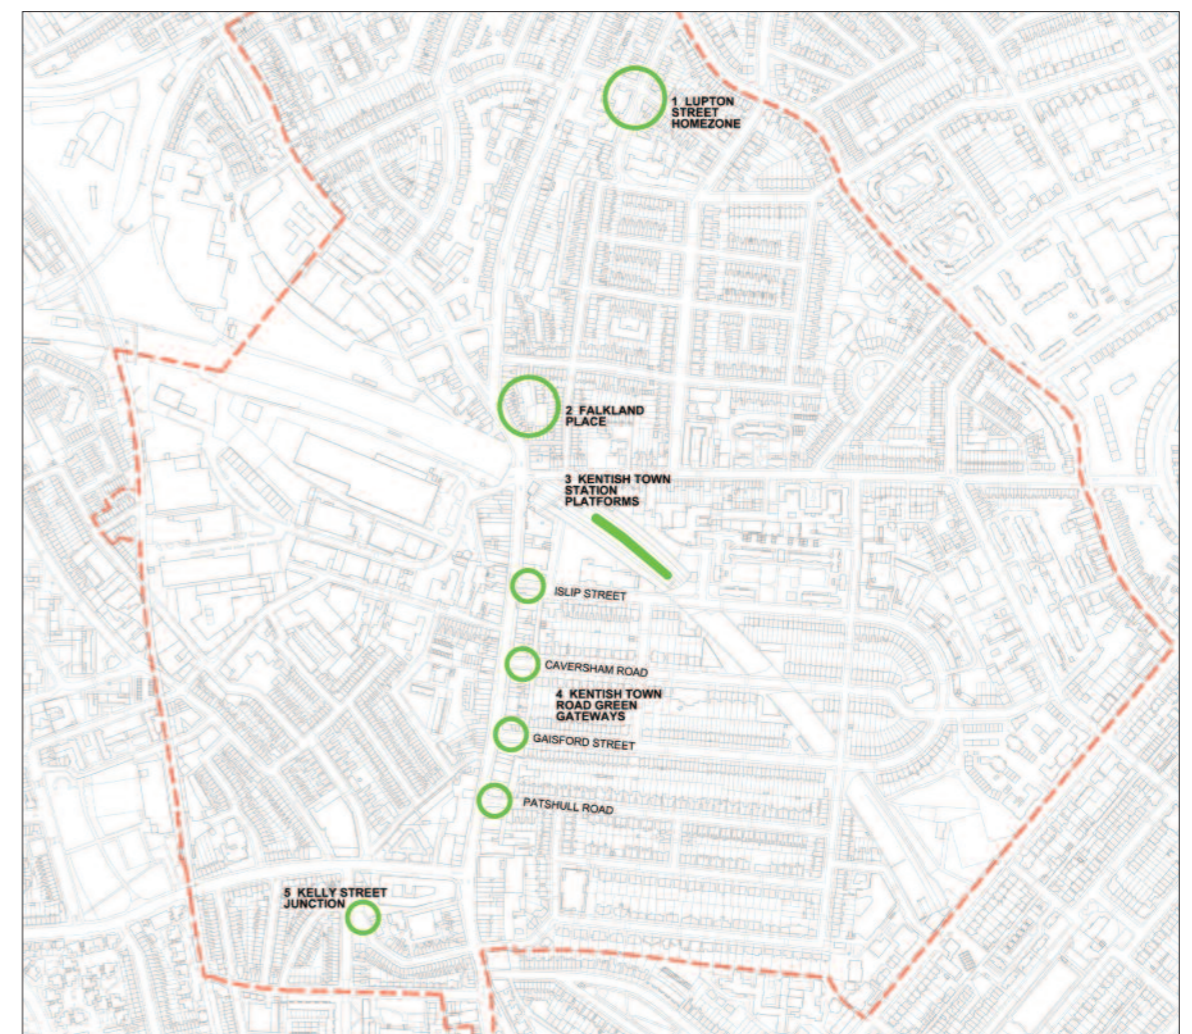 1 LUPTON
STREET
HOMEZONE
2 FALKLAND
PLACE
3 KENTISH TOWN
STATION
PLATFORMS
ISLIP STREET
CAVERSHAM ROAD
4 KENTISH TOWN
ROAD GREEN
GATEWAYS
GAISFORD STREET
PATSHULL ROAD
5 KELLY STREET
JUNCTION